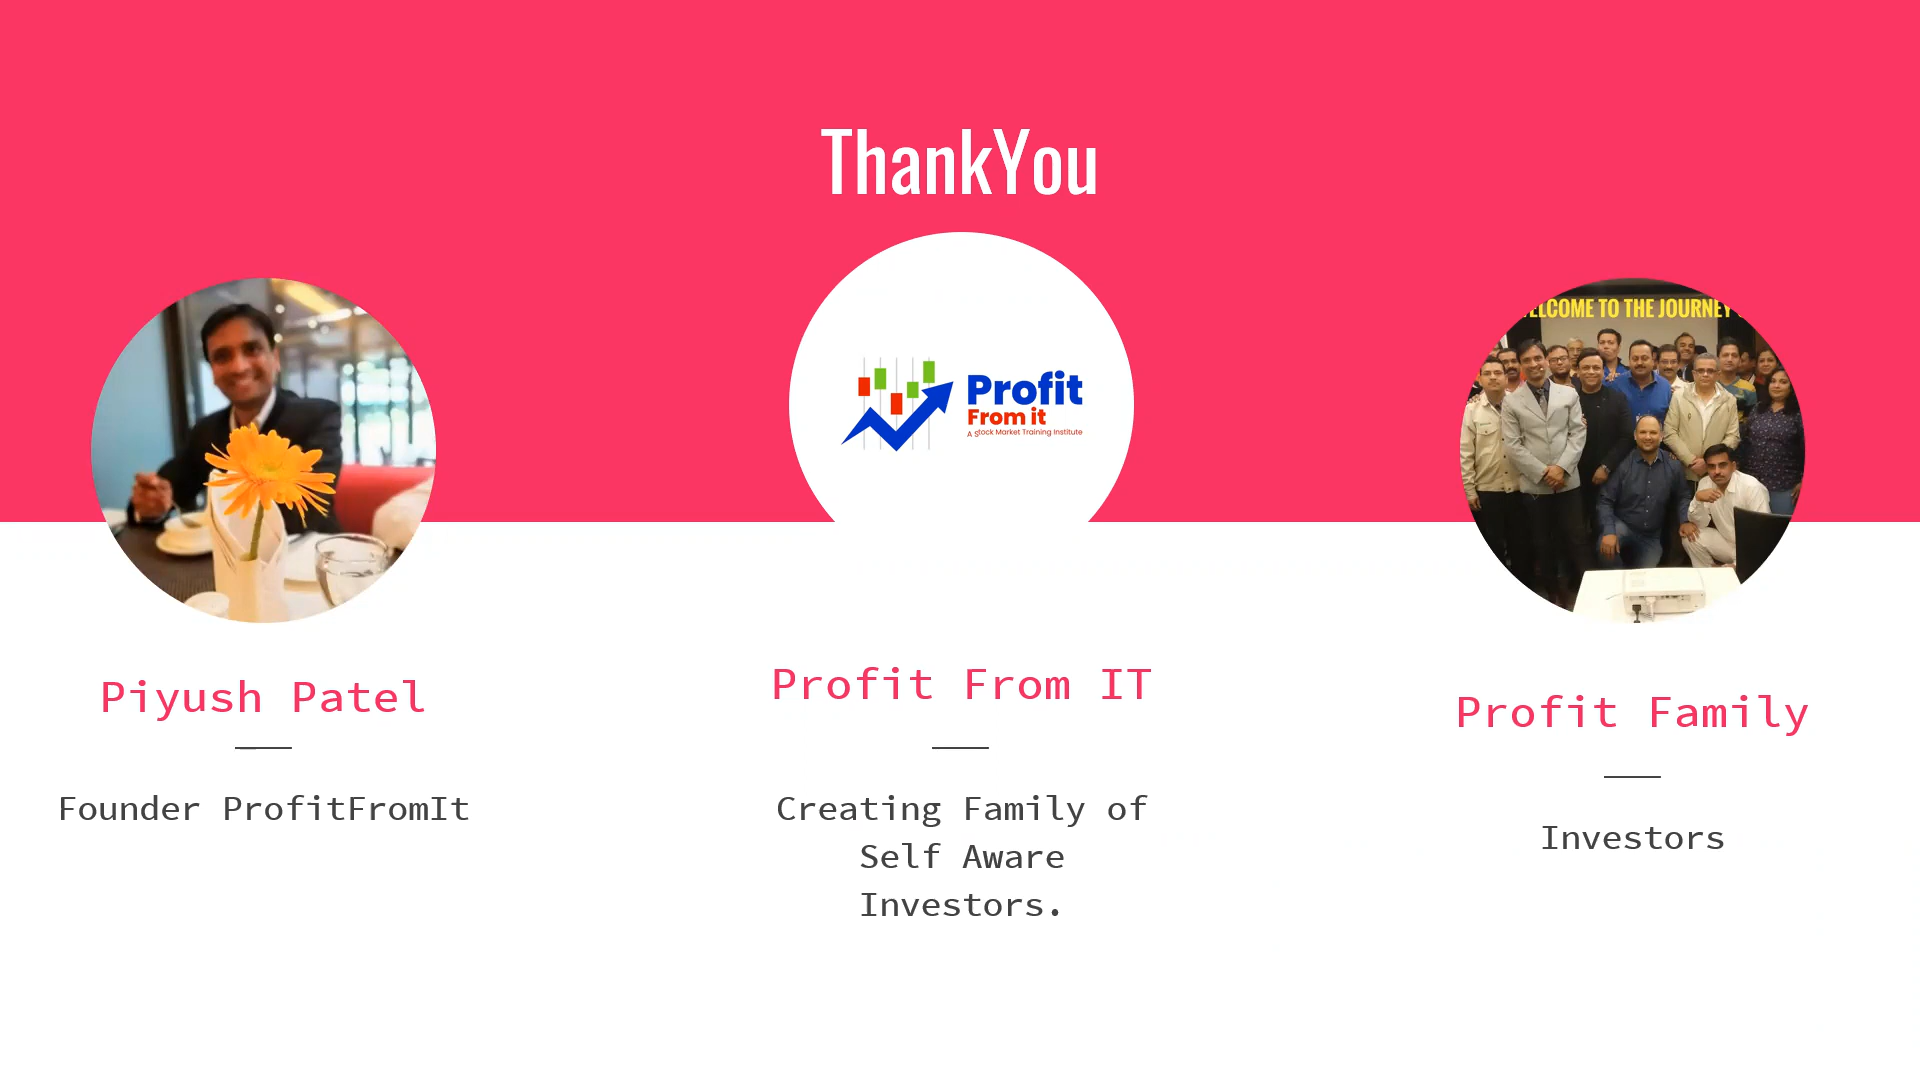 ThankYou
WELCOME TO THE JOURNEY
Profit
From it
A Stock Market Training Institute
Piyush Patel
Founder ProfitFromIt
Profit From IT
Creating Family of
Self Aware
Investors.
Profit Family
Investors